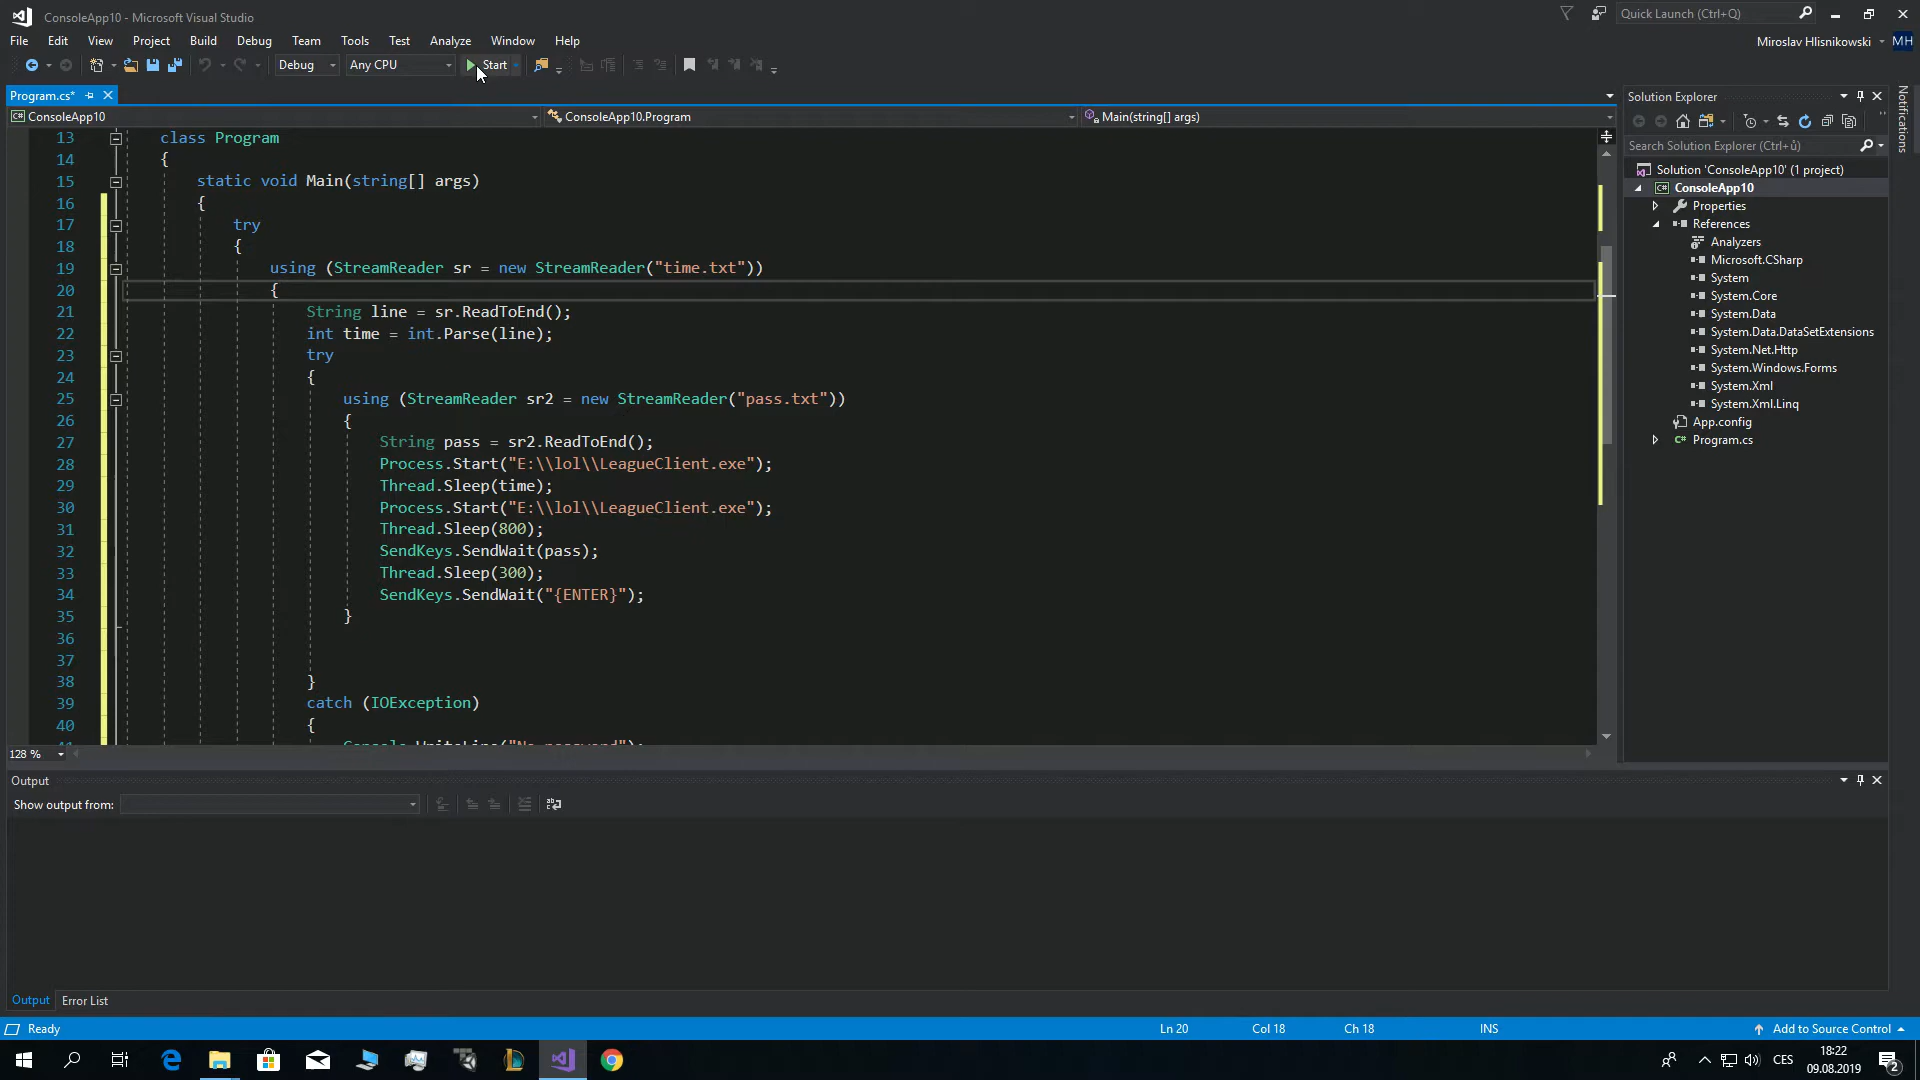 ConsoleApp10 - Microsoft Visual Studio
Quick Launch (Ctrl+Q)
File Edit View Project Build Debug Team Tools Test Analyze Window Help
Miroslav Hlisnikowski MH
Debug Any CPU Start
Program.cs*
ConsoleApp10 ConsoleApp10.Program Main(string[] args)
13 class Program
14 {
15 static void Main(string[] args)
16 {
17 try
18 {
19 using (StreamReader sr = new StreamReader("time.txt"))
20 {
21 String line = sr.ReadToEnd();
22 int time = int.Parse(line);
23 try
24 {
25 using (StreamReader sr2 = new StreamReader("pass.txt"))
26 {
27 String pass = sr2.ReadToEnd();
28 Process.Start("E:\\lol\\LeagueClient.exe");
29 Thread.Sleep(time);
30 Process.Start("E:\\lol\\LeagueClient.exe");
31 Thread.Sleep(800);
32 SendKeys.SendWait(pass);
33 Thread.Sleep(300);
34 SendKeys.SendWait("{ENTER}");
35 }
36
37
38 }
39 catch (IOException)
40 {
128 %
Solution Explorer
Search Solution Explorer (Ctrl+ů)
Solution 'ConsoleApp10' (1 project)
ConsoleApp10
Properties
References
Analyzers
Microsoft.CSharp
System
System.Core
System.Data
System.Data.DataSetExtensions
System.Net.Http
System.Windows.Forms
System.Xml
System.Xml.Linq
App.config
C# Program.cs
Notifications
Output
Show output from:
Output Error List
Ready
Ln 20 Col 18 Ch 18 INS
Add to Source Control
CES
18:22
09.08.2019
2